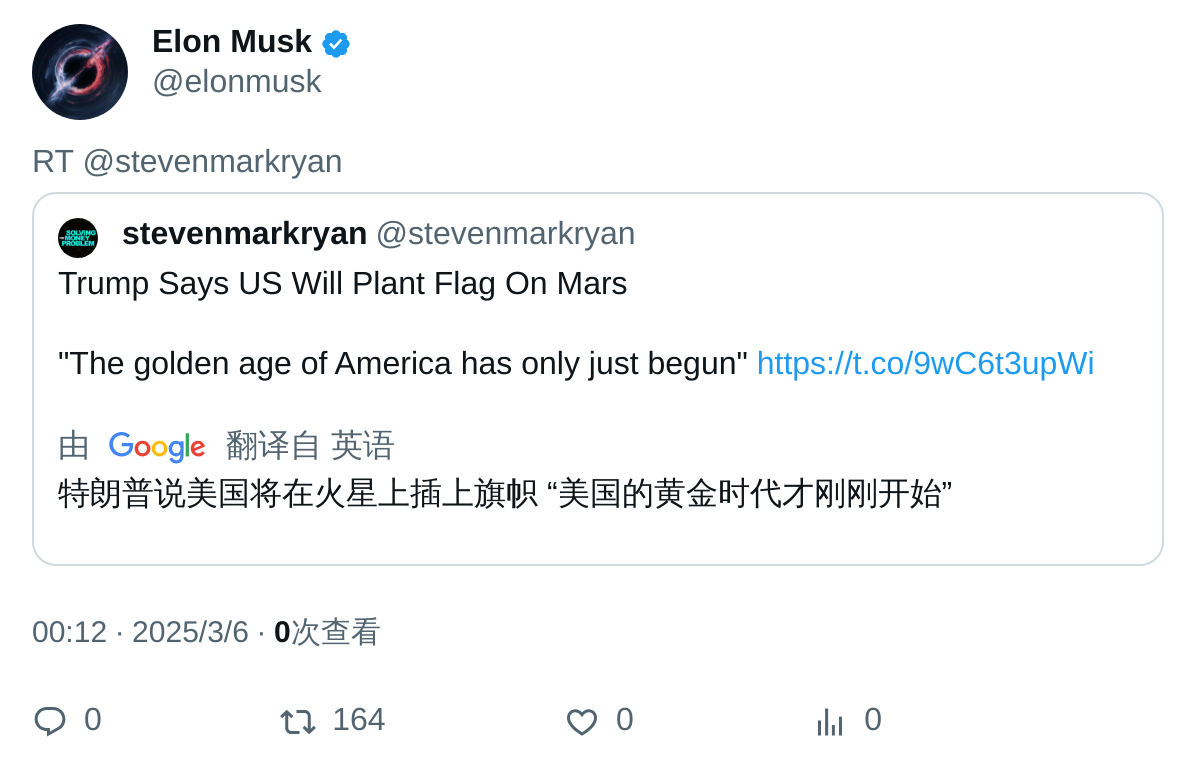 Elon Musk
@elonmusk
RT @stevenmarkryan
SOLVING
THE MONEY
PROBLEM
stevenmarkryan @stevenmarkryan
Trump Says US Will Plant Flag On Mars
"The golden age of America has only just begun" https://t.co/9wC6t3upWi
由 Google 翻译自 英语
特朗普说美国将在火星上插上旗帜 “美国的黄金时代才刚刚开始”
00:12 · 2025/3/6 · 0次查看
0 164 0 0